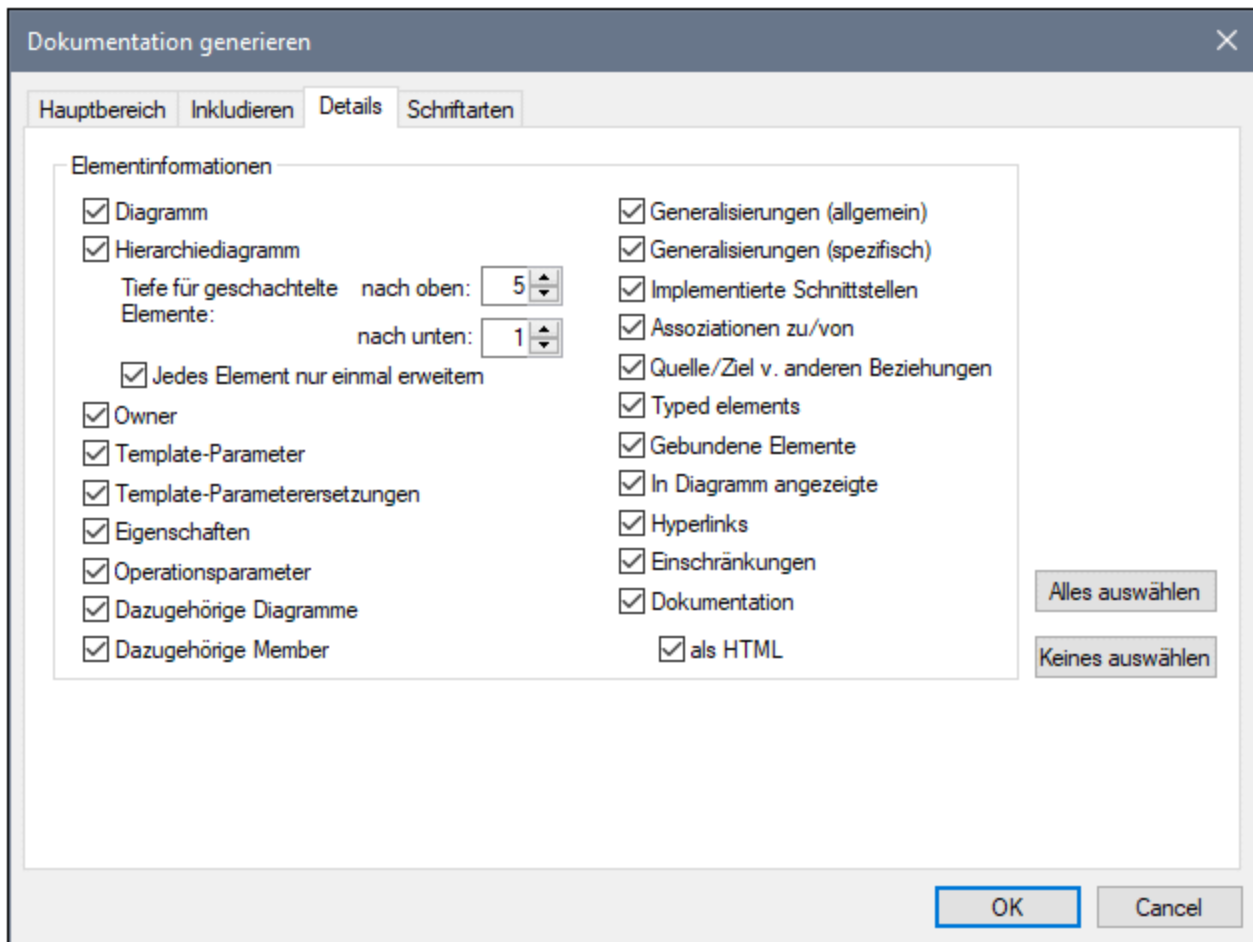 Dokumentation generieren
Hauptbereich Inkludieren Details Schriftarten
Elementinformationen
Diagramm
Hierarchiediagramm
Tiefe für geschachtelte nach oben: 5
Elemente:
nach unten: 1
Jedes Element nur einmal erweitern
Owner
Template-Parameter
Template-Parameterersetzungen
Eigenschaften
Operationsparameter
Dazugehörige Diagramme
Dazugehörige Member
Generalisierungen (allgemein)
Generalisierungen (spezifisch)
Implementierte Schnittstellen
Assoziationen zu/von
Quelle/Ziel v. anderen Beziehungen
Typed elements
Gebundene Elemente
In Diagramm angezeigte
Hyperlinks
Einschränkungen
Dokumentation
als HTML
Alles auswählen
Keines auswählen
OK Cancel